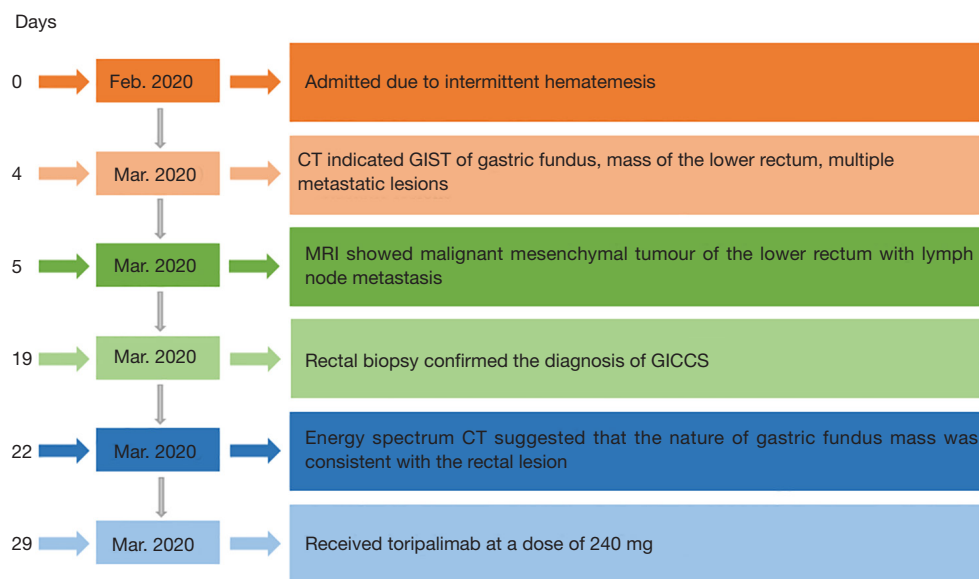 Days
0
Feb. 2020
Admitted due to intermittent hematemesis
4
Mar. 2020
CT indicated GIST of gastric fundus, mass of the lower rectum, multiple
metastatic lesions
5
Mar. 2020
MRI showed malignant mesenchymal tumour of the lower rectum with lymph
node metastasis
19
Mar. 2020
Rectal biopsy confirmed the diagnosis of GICCS
22
Mar. 2020
Energy spectrum CT suggested that the nature of gastric fundus mass was
consistent with the rectal lesion
29
Mar. 2020
Received toripalimab at a dose of 240 mg